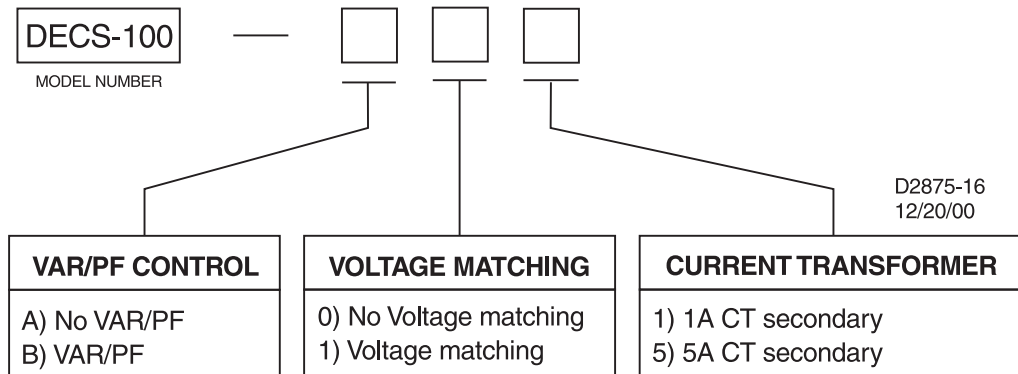 DECS-100
MODEL NUMBER
D2875-16
12/20/00
VAR/PF CONTROL
A) No VAR/PF
B) VAR/PF
VOLTAGE MATCHING
0) No Voltage matching
1) Voltage matching
CURRENT TRANSFORMER
1) 1A CT secondary
5) 5A CT secondary